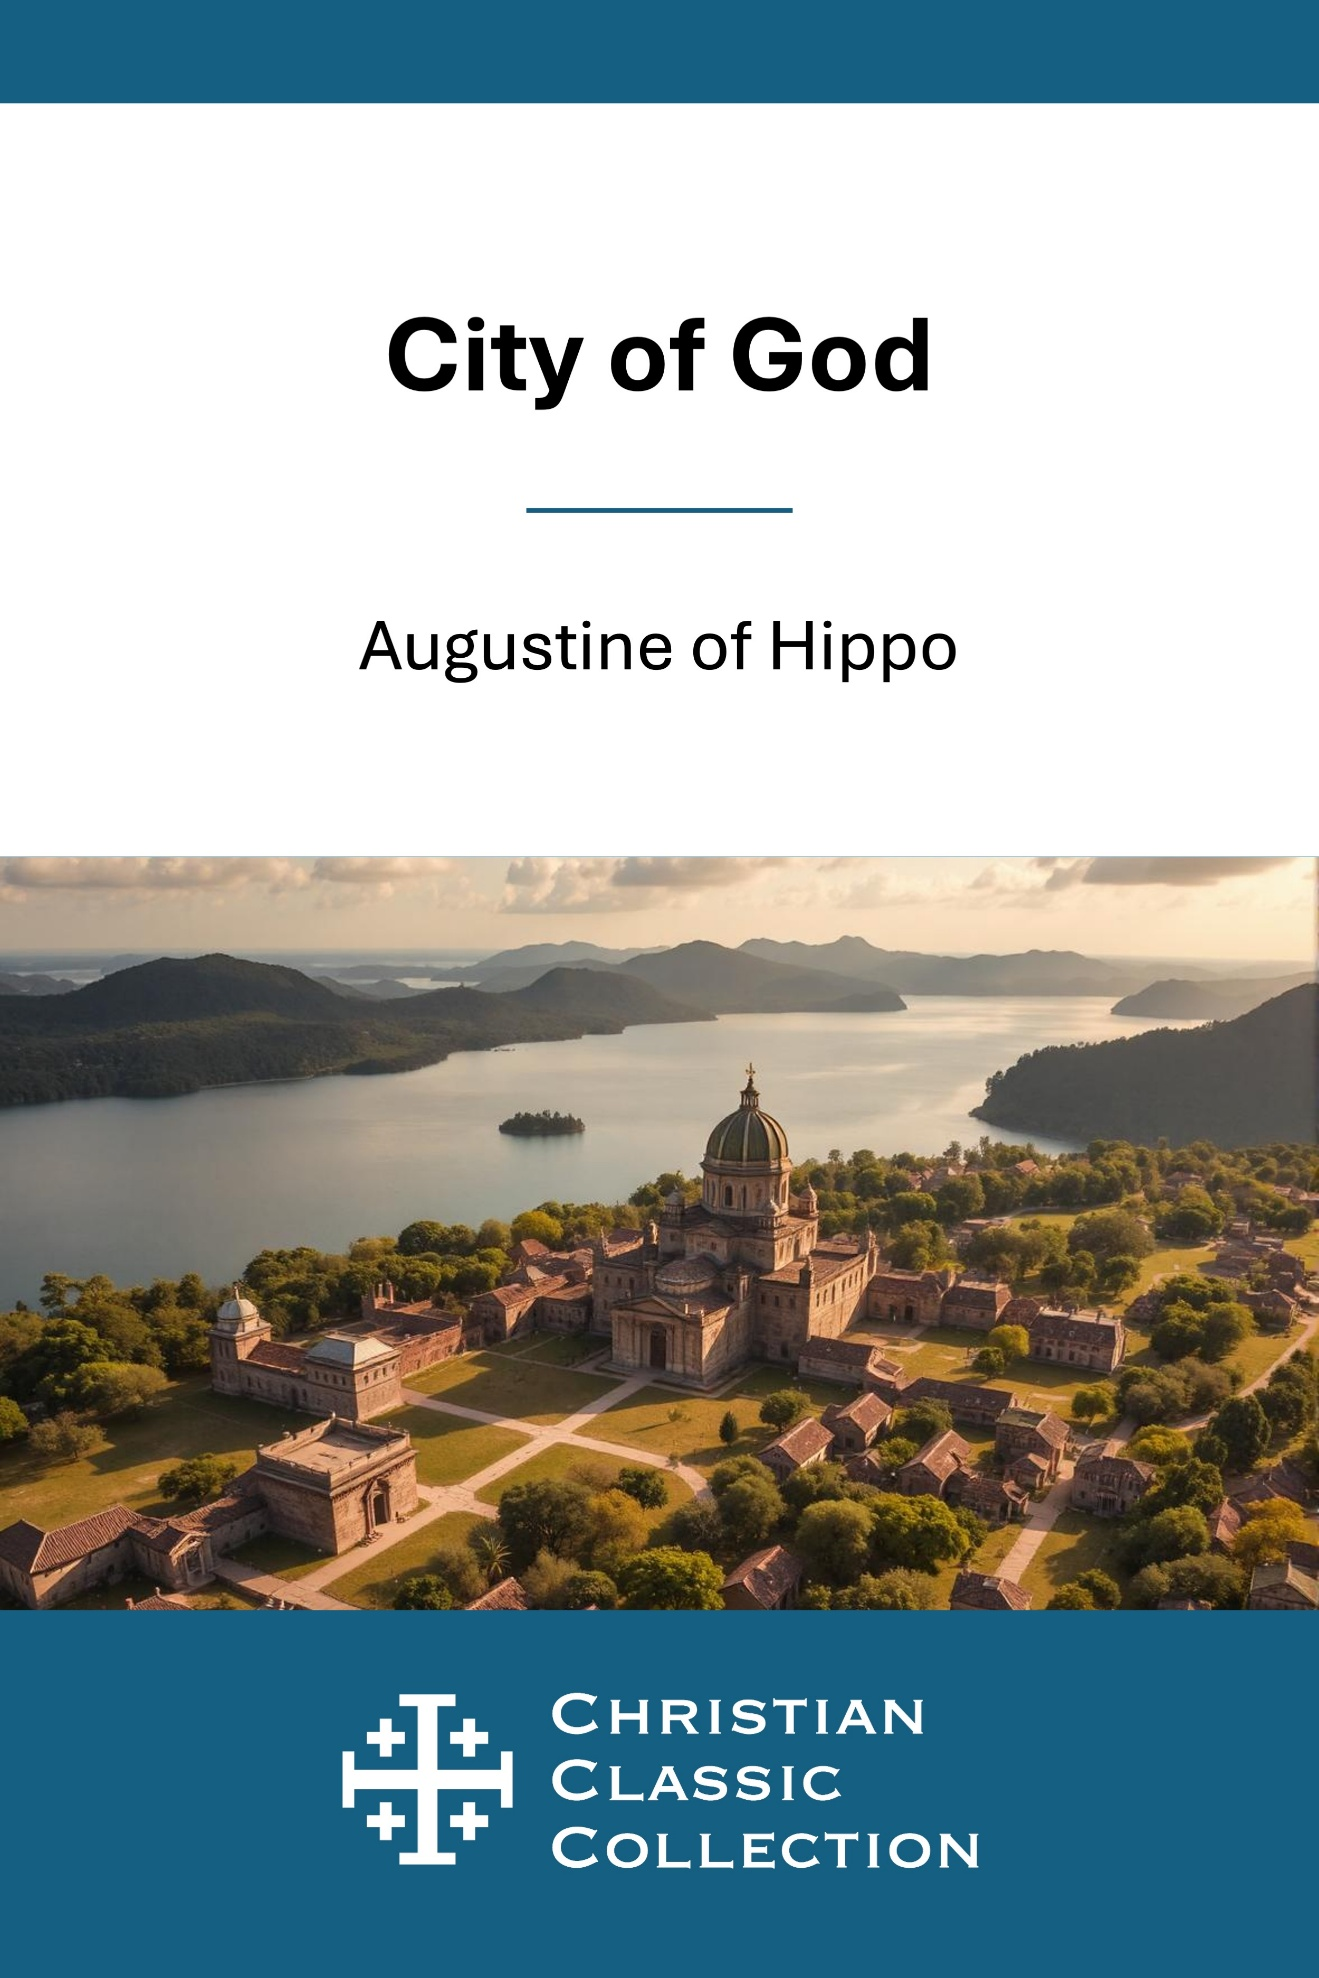 City of God
Augustine of Hippo
CHRISTIAN
CLASSIC
COLLECTION